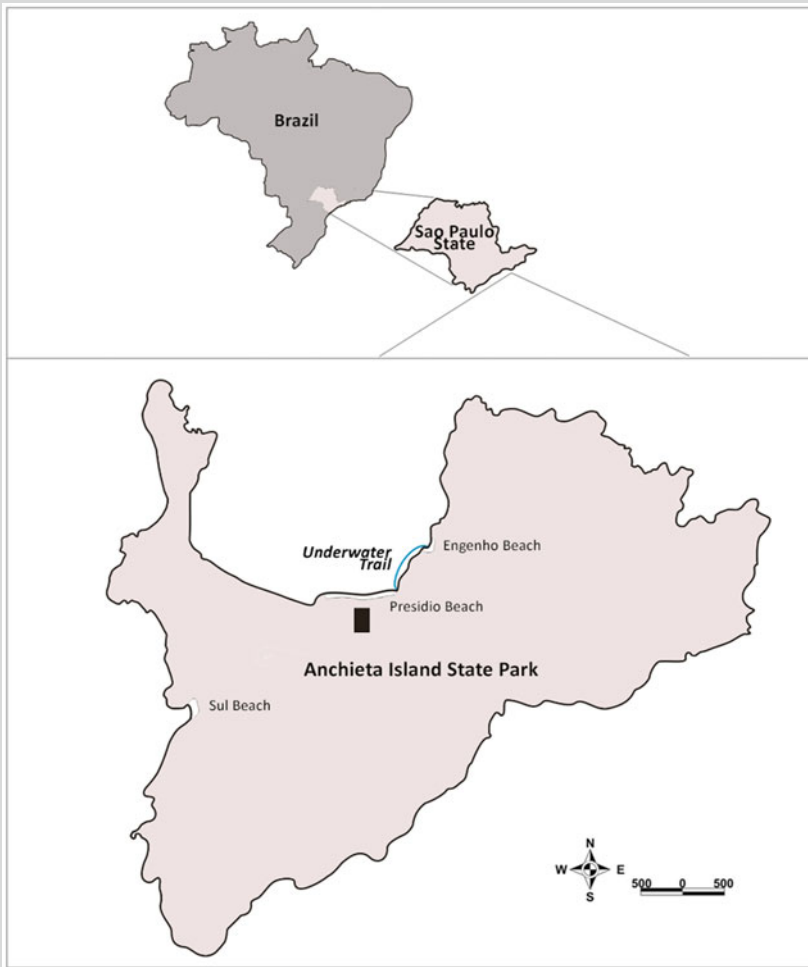 Brazil
Sao Paulo
State
Underwater
Trail
Engenho Beach
Presidio Beach
Anchieta Island State Park
Sul Beach
N
W E
S
500 0 500